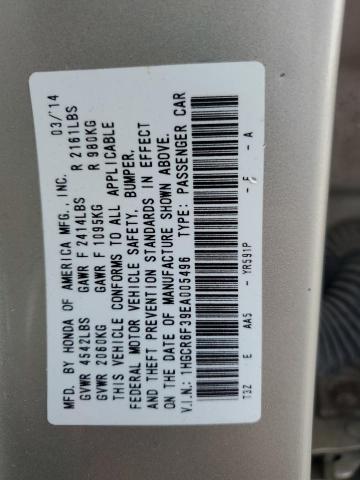 MFD. BY HONDA OF AMERICA MFG., INC. 03/14
GVWR 4542LBS GAWR F 2414LBS R 2161LBS
GVWR 2060KG GAWR F 1095KG R 980KG
THIS VEHICLE CONFORMS TO ALL APPLICABLE
FEDERAL MOTOR VEHICLE SAFETY, BUMPER,
AND THEFT PREVENTION STANDARDS IN EFFECT
ON THE DATE OF MANUFACTURE SHOWN ABOVE.
V.I.N.: 1HGCR6F39EA005496 TYPE: PASSENGER CAR
T3Z E AA5 - YR591P - E - A